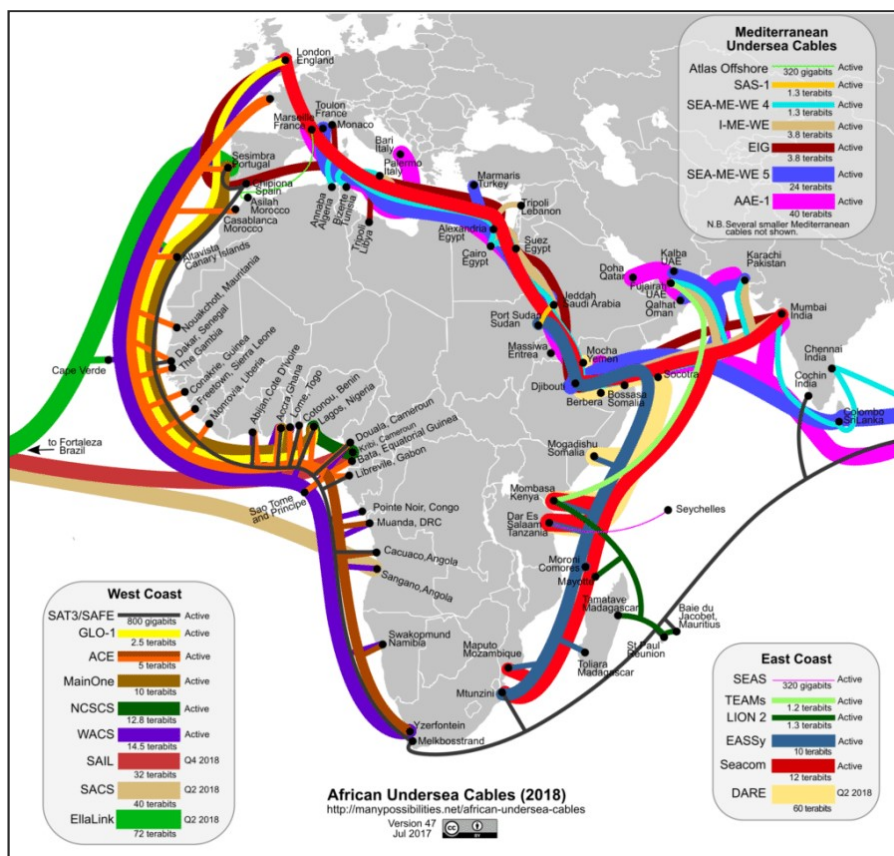 London
England
Toulon
France
Marseille
France
Monaco
Bari
Italy
Sesimbra
Portugal
Palermo
Italy
Chipiona
Spain
Marmaris
Turkey
Asilah
Morocco
Casablanca
Morocco
Annaba
Algeria
Bizerte
Tunisia
Tripoli
Libya
Tripoli
Lebanon
Alexandria
Egypt
Suez
Egypt
Cairo
Egypt
Altavista
Canary Islands
Doha
Qatar
Kalba
UAE
Fujairah
UAE
Qalhat
Oman
Karachi
Pakistan
Jeddah
Saudi Arabia
Mumbai
India
Port Sudan
Sudan
Nouakchott, Mauritania
Dakar, Senegal
The Gambia
Massiwa
Eritrea
Mocha
Yemen
Chennai
India
Cochin
India
Cape Verde
Conakrie, Guinea
Freetown, Sierra Leone
Monrovia, Liberia
Abijan, Cote D'Ivoire
Accra, Ghana
Lome, Togo
Cotonou, Benin
Lagos, Nigeria
Djibouti
Berbera
Bossasa
Somalia
Socotra
Colombo
Sri Lanka
Douala, Cameroun
Kribi, Cameroun
Bata, Equatorial Guinea
Libreville, Gabon
to Fortaleza
Brazil
Sao Tome
and Principe
Mogadishu
Somalia
Mombasa
Kenya
Pointe Noir, Congo
Muanda, DRC
Dar Es
Salaam
Tanzania
Seychelles
Cacuaco, Angola
Sangano, Angola
Moroni
Comores
Mayotte
Tamatave
Madagascar
Baie du
Jacobet,
Mauritius
St Paul
Reunion
Swakopmund
Namibia
Maputo
Mozambique
Toliara
Madagascar
Mtunzini
Yzerfontein
Melkbosstrand
Mediterranean
Undersea Cables
Atlas Offshore Active
320 gigabits
SAS-1 Active
1.3 terabits
SEA-ME-WE 4 Active
1.3 terabits
I-ME-WE Active
3.8 terabits
EIG Active
3.8 terabits
SEA-ME-WE 5 Active
24 terabits
AAE-1 Active
40 terabits
N.B. Several smaller Mediterranean
cables not shown.
West Coast
SAT3/SAFE Active
800 gigabits
GLO-1 Active
2.5 terabits
ACE Active
5 terabits
MainOne Active
10 terabits
NCSCS Active
12.8 terabits
WACS Active
14.5 terabits
SAIL Q4 2018
32 terabits
SACS Q2 2018
40 terabits
EllaLink Q2 2018
72 terabits
East Coast
SEAS Active
320 gigabits
TEAMs Active
1.2 terabits
LION 2 Active
1.3 terabits
EASSy Active
10 terabits
Seacom Active
12 terabits
DARE Q2 2018
60 terabits
African Undersea Cables (2018)
http://manypossibilities.net/african-undersea-cables
Version 47
Jul 2017
cc
BY